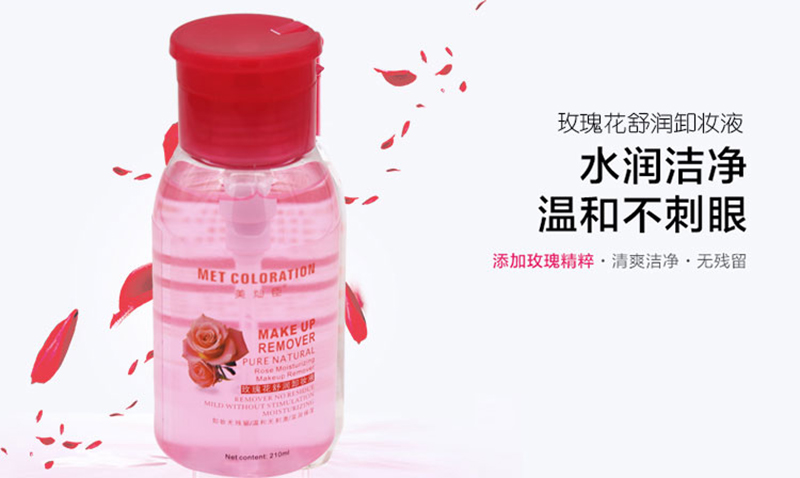 玫瑰花舒润卸妆液
水润洁净
温和不刺眼
添加玫瑰精粹·清爽洁净·无残留
MET COLORATION
MAKE UP
REMOVER
PURE NATURAL
Rose Moisturizing
Makeup Remover
玫瑰花舒润卸妆液
REMOVER NO RESIDUE
MILD WITHOUT STIMULATION
MOISTURIZING
Net content: 210ml